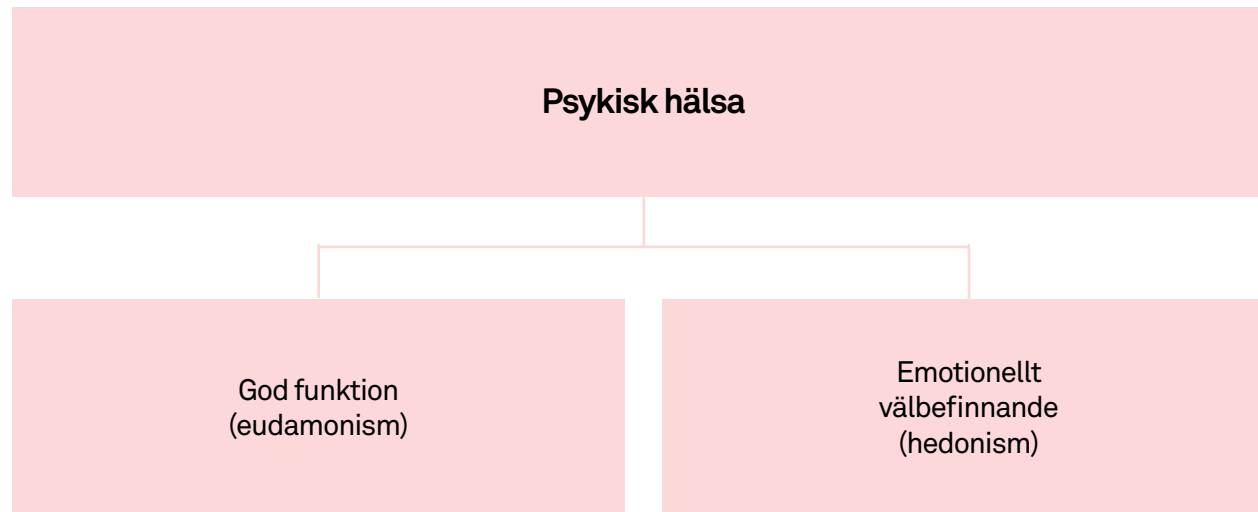 Psykisk hälsa
God funktion
(eudamonism)
Emotionellt
välbefinnande
(hedonism)